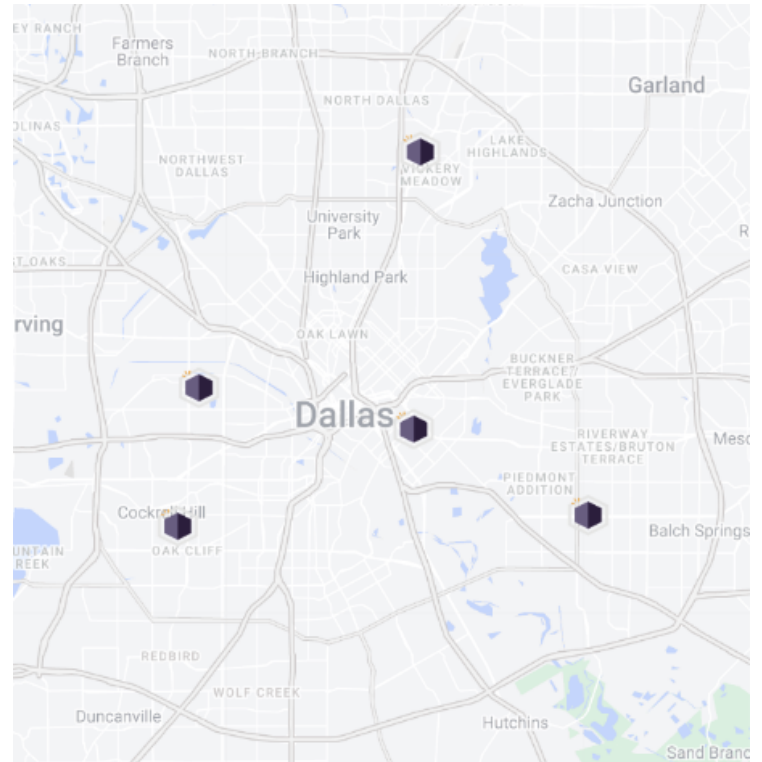 EY RANCH
Farmers
Branch
NORTH BRANCH
Garland
NORTH DALLAS
OLINAS
LAKE
HIGHLANDS
NORTHWEST
DALLAS
VICKERY
MEADOW
Zacha Junction
University
Park
R
ST OAKS
CASA VIEW
Highland Park
rving
OAK LAWN
BUCKNER
TERRACE/
EVERGLADE
PARK
Dallas
RIVERWAY
ESTATES/BRUTON
TERRACE
Mesq
PIEDMONT
ADDITION
Cockrell Hill
Balch Springs
OAK CLIFF
UNTAIN
REEK
REDBIRD
WOLF CREEK
Duncanville
Hutchins
Sand Branc